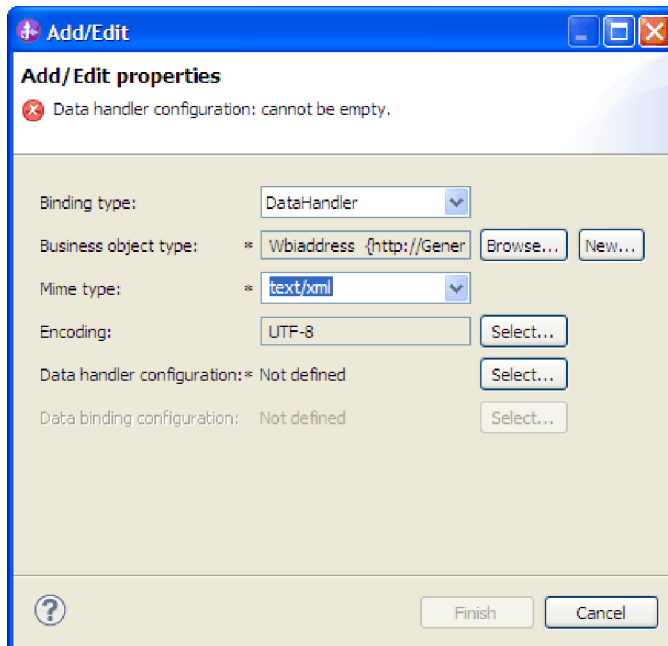 Add/Edit
Add/Edit properties
Data handler configuration: cannot be empty.
Binding type: DataHandler
Business object type: * Wbiaddress {http://Gener Browse... New...
Mime type: * text/xml
Encoding: UTF-8 Select...
Data handler configuration:* Not defined Select...
Data binding configuration: Not defined Select...
? Finish Cancel